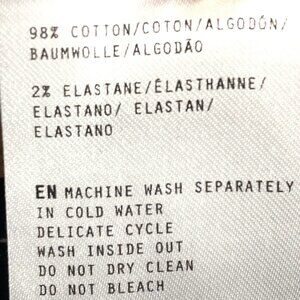 98% COTTON/COTON/ALGODÓN/
BAUMWOLLE/ALGODÃO
2% ELASTANE/ÉLASTHANNE/
ELASTANO/ ELASTAN/
ELASTANO
EN MACHINE WASH SEPARATELY
IN COLD WATER
DELICATE CYCLE
WASH INSIDE OUT
DO NOT DRY CLEAN
DO NOT BLEACH